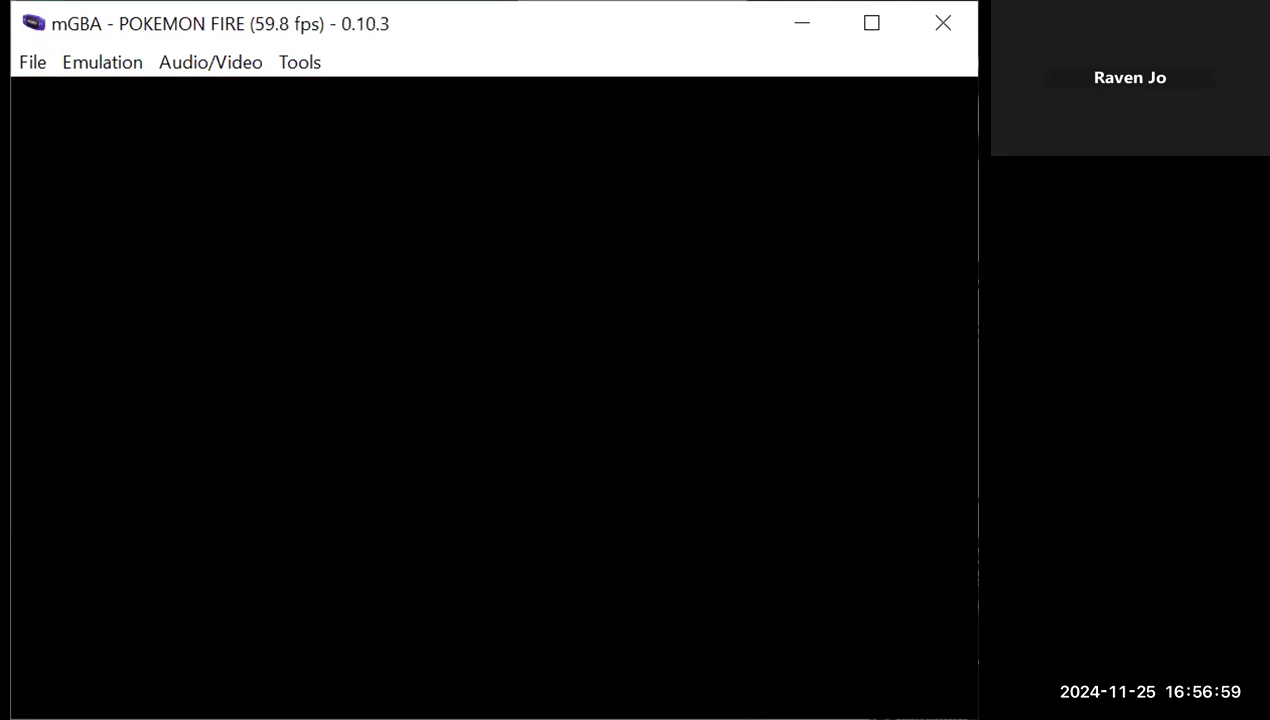 mGBA - POKEMON FIRE (59.8 fps) - 0.10.3
File Emulation Audio/Video Tools
Raven Jo
2024-11-25 16:56:59